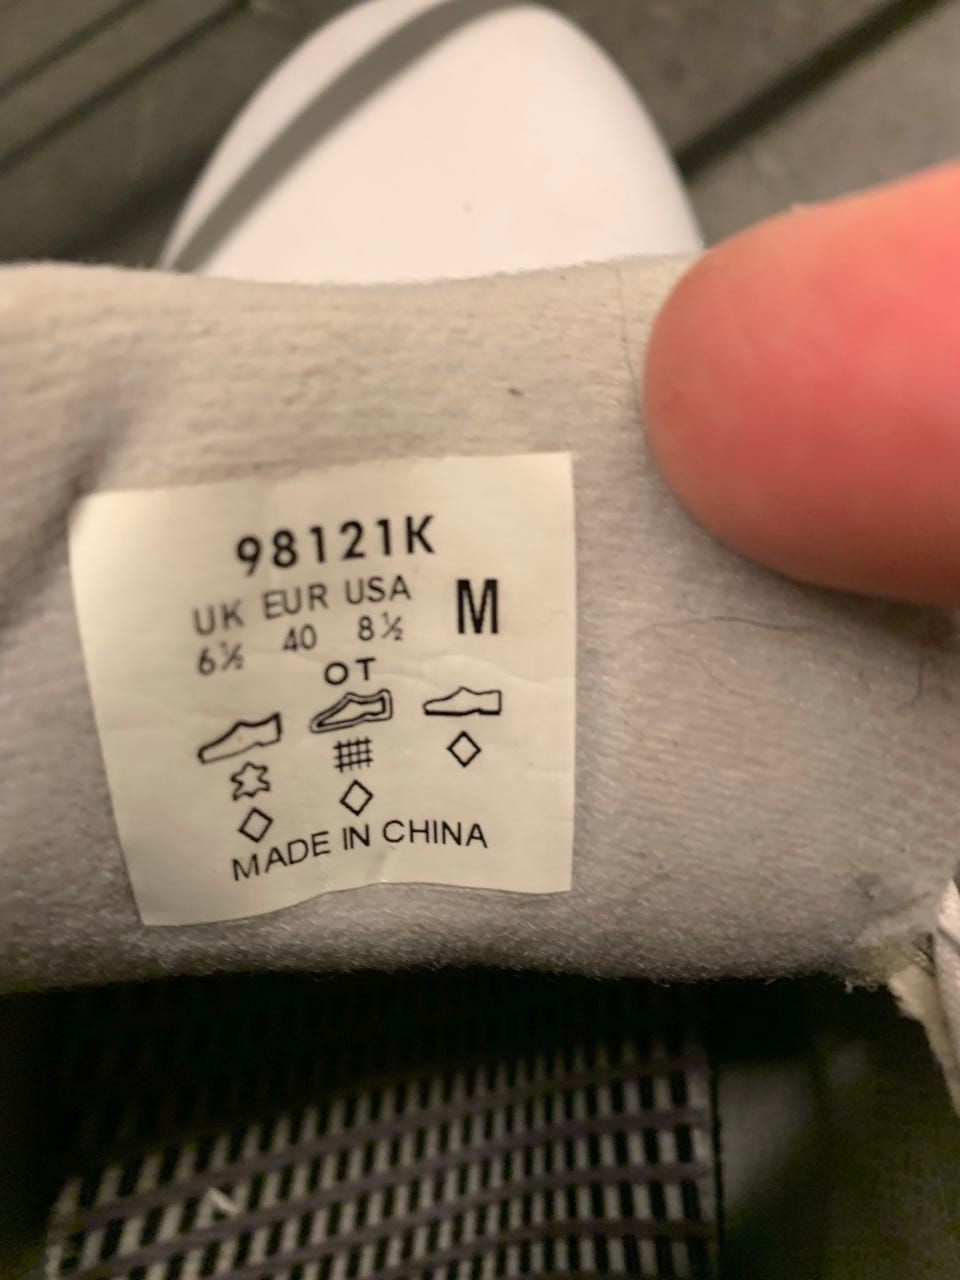 98121K
UK EUR USA M
6½ 40 8½
OT
MADE IN CHINA